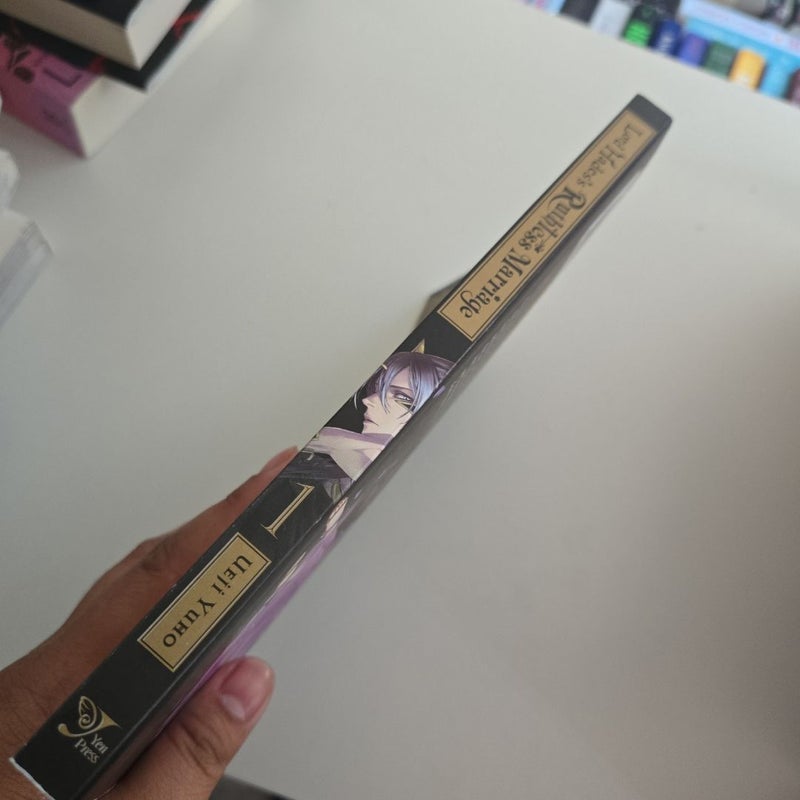 Lord Hades's Ruthless Marriage
1
UEJI YUHO
Yen
Press